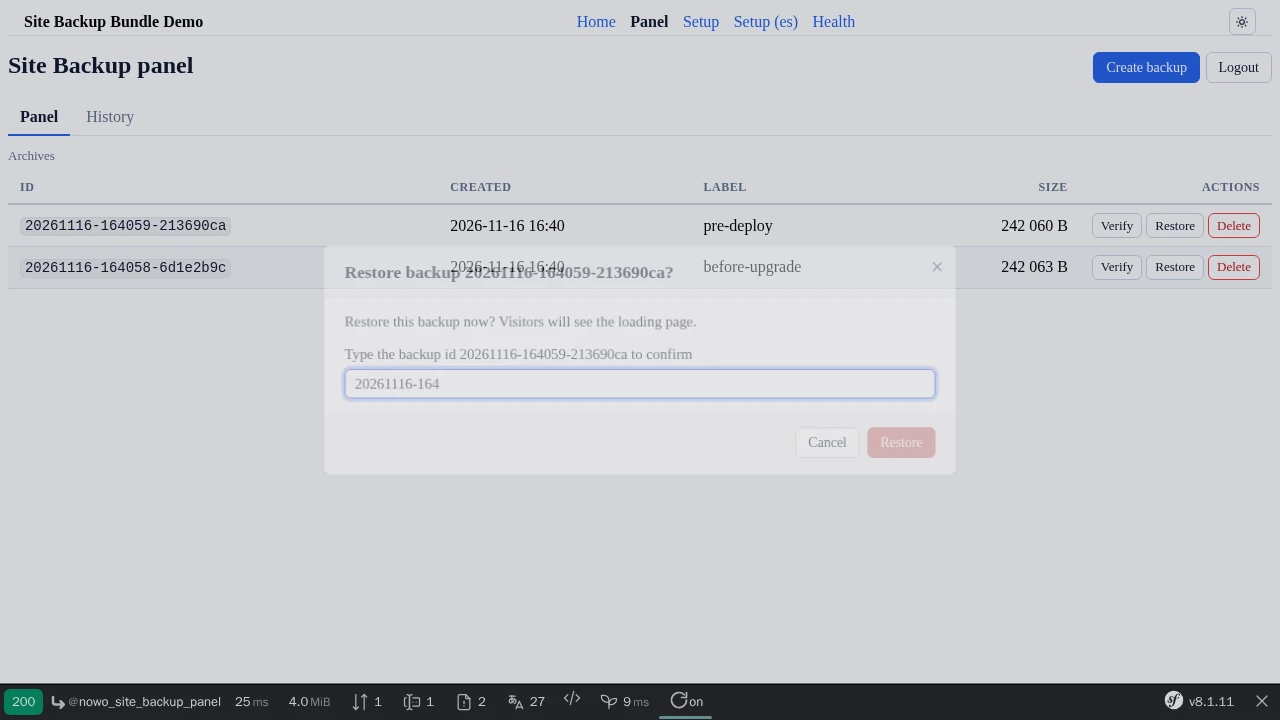 Site Backup Bundle Demo
Home Panel Setup Setup (es) Health
Site Backup panel
Create backup Logout
Panel History
Archives
ID CREATED LABEL SIZE ACTIONS
20261116-164059-213690ca 2026-11-16 16:40 pre-deploy 242 060 B Verify Restore Delete
20261116-164058-6d1e2b9c 2026-11-16 16:40 before-upgrade 242 063 B Verify Restore Delete
Restore backup 20261116-164059-213690ca?
Restore this backup now? Visitors will see the loading page.
Type the backup id 20261116-164059-213690ca to confirm
20261116-164
Cancel Restore
200 @nowo_site_backup_panel 25 ms 4.0 MiB 1 1 2 27 9 ms on v8.1.11